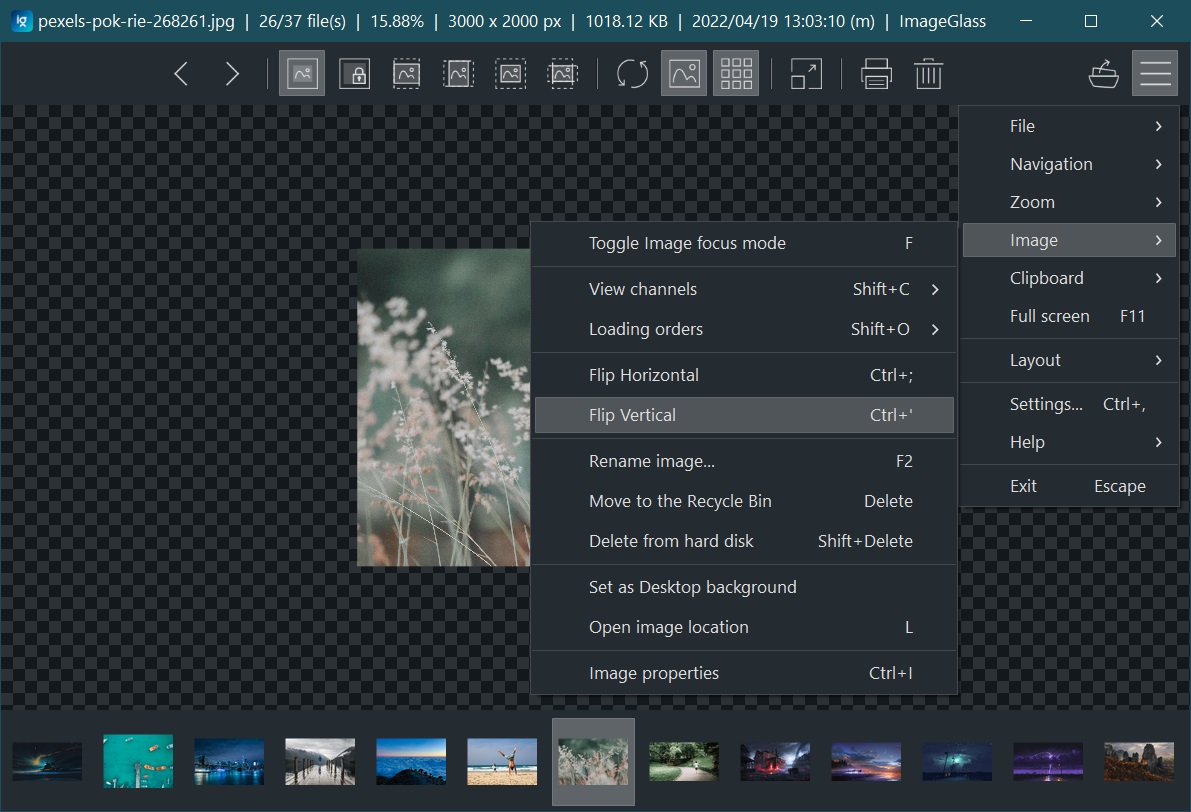 pexels-pok-rie-268261.jpg | 26/37 file(s) | 15.88% | 3000 x 2000 px | 1018.12 KB | 2022/04/19 13:03:10 (m) | ImageGlass
File
Navigation
Zoom
Image
Clipboard
Full screen F11
Layout
Settings... Ctrl+,
Help
Exit Escape
Toggle Image focus mode F
View channels Shift+C
Loading orders Shift+O
Flip Horizontal Ctrl+;
Flip Vertical Ctrl+'
Rename image... F2
Move to the Recycle Bin Delete
Delete from hard disk Shift+Delete
Set as Desktop background
Open image location L
Image properties Ctrl+I